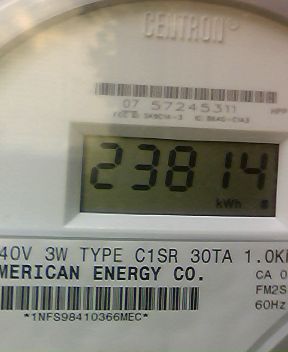 CENTRON
07 57245311
23814
kWh
40V 3W TYPE C1SR 30TA 1.0K
MERICAN ENERGY CO.
CA 0
FM2S
60Hz
*1NFS98410366MEC*